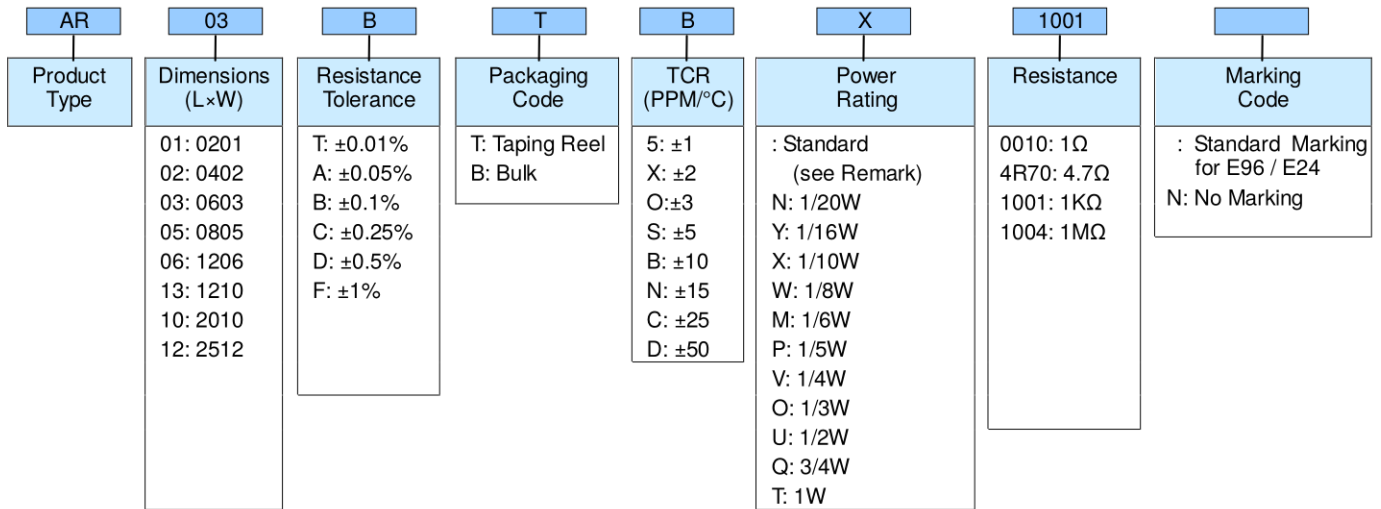 AR 03 B T B X 1001
Product
Type
Dimensions
(L×W)
01: 0201
02: 0402
03: 0603
05: 0805
06: 1206
13: 1210
10: 2010
12: 2512
Resistance
Tolerance
T: ±0.01%
A: ±0.05%
B: ±0.1%
C: ±0.25%
D: ±0.5%
F: ±1%
Packaging
Code
T: Taping Reel
B: Bulk
TCR
(PPM/°C)
5: ±1
X: ±2
O:±3
S: ±5
B: ±10
N: ±15
C: ±25
D: ±50
Power
Rating
: Standard
(see Remark)
N: 1/20W
Y: 1/16W
X: 1/10W
W: 1/8W
M: 1/6W
P: 1/5W
V: 1/4W
O: 1/3W
U: 1/2W
Q: 3/4W
T: 1W
Resistance
0010: 1Ω
4R70: 4.7Ω
1001: 1KΩ
1004: 1MΩ
Marking
Code
: Standard Marking
for E96 / E24
N: No Marking